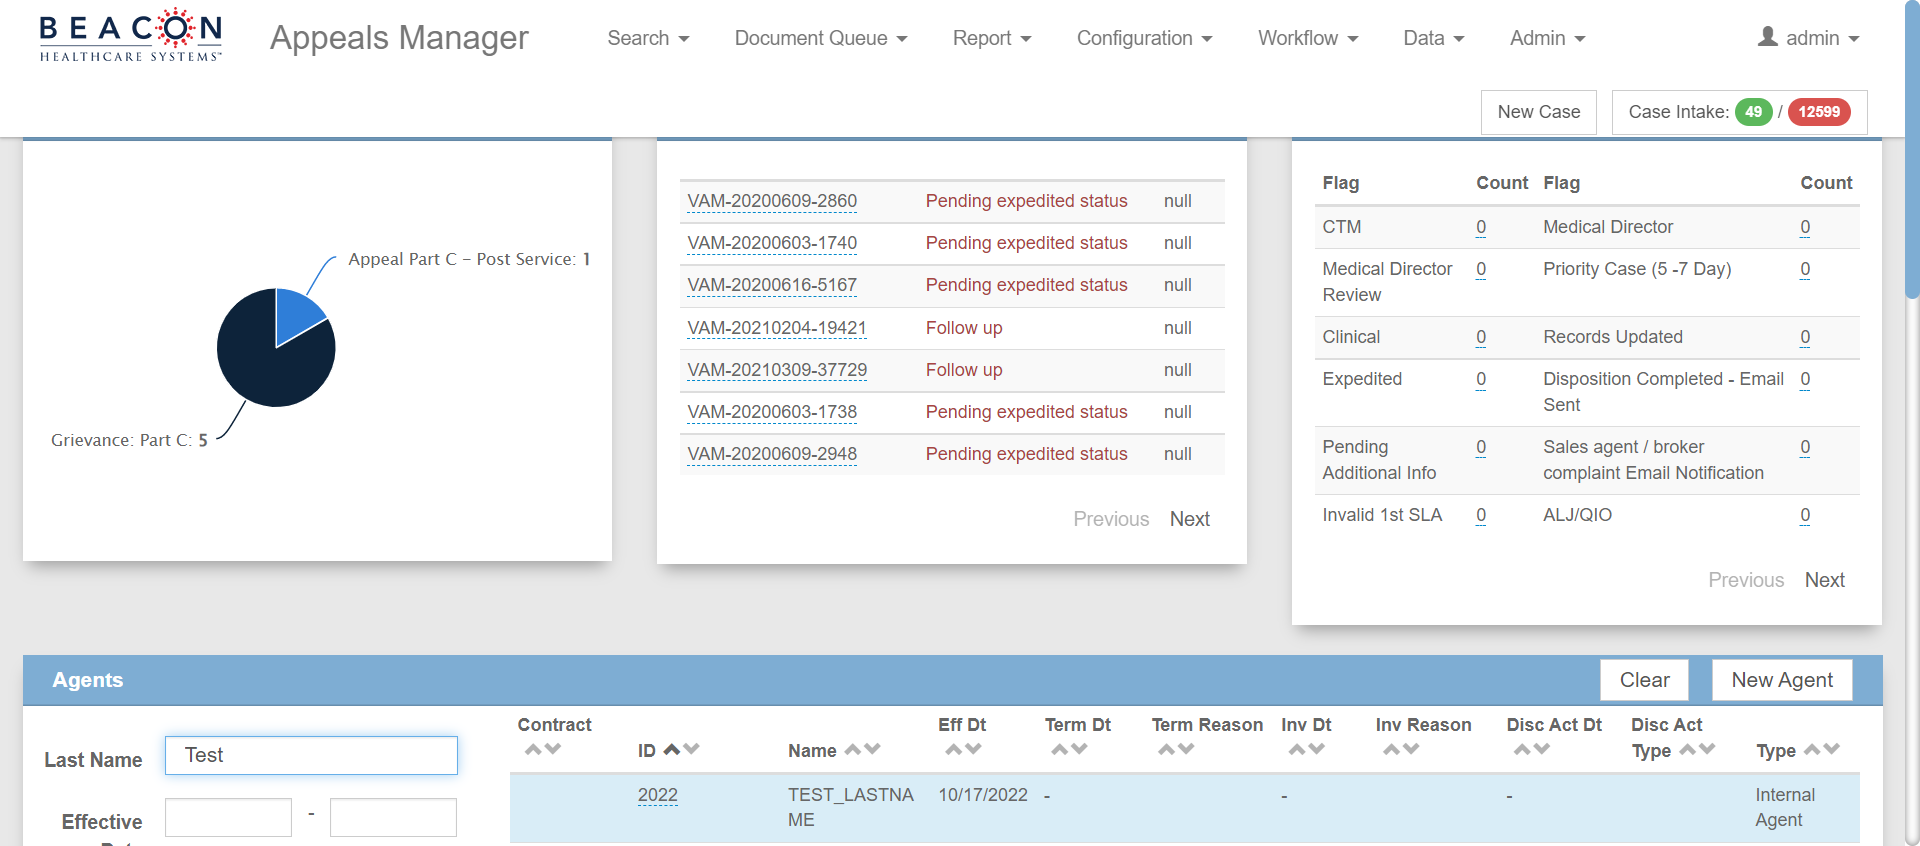 BEACON
HEALTHCARE SYSTEMS™
Appeals Manager
Search
Document Queue
Report
Configuration
Workflow
Data
Admin
admin
New Case
Case Intake: 49 / 12599
Appeal Part C - Post Service: 1
Grievance: Part C: 5
VAM-20200609-2860 Pending expedited status null
VAM-20200603-1740 Pending expedited status null
VAM-20200616-5167 Pending expedited status null
VAM-20210204-19421 Follow up null
VAM-20210309-37729 Follow up null
VAM-20200603-1738 Pending expedited status null
VAM-20200609-2948 Pending expedited status null
Previous Next
Flag Count Flag Count
CTM 0 Medical Director 0
Medical Director 0 Priority Case (5 -7 Day) 0
Review
Clinical 0 Records Updated 0
Expedited 0 Disposition Completed - Email 0
Sent
Pending 0 Sales agent / broker 0
Additional Info complaint Email Notification
Invalid 1st SLA 0 ALJ/QIO 0
Previous Next
Agents
Clear
New Agent
Last Name Test
Effective -
Contract ID Name Eff Dt Term Dt Term Reason Inv Dt Inv Reason Disc Act Dt Disc Act Type Type
2022 TEST_LASTNA 10/17/2022 - - - Internal
ME Agent